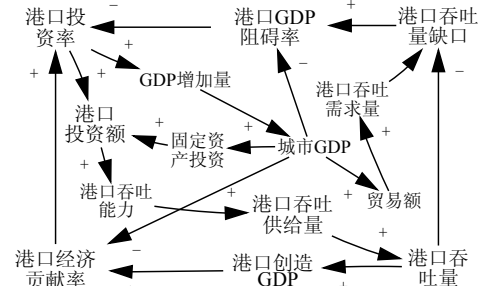 港口投
资率
港口GDP
阻碍率
港口吞吐
量缺口
GDP增加量
港口吞吐
需求量
港口
投资额
固定资
产投资
城市GDP
港口吞吐
能力
港口吞吐
供给量
贸易额
港口经济
贡献率
港口创造
GDP
港口吞
吐量